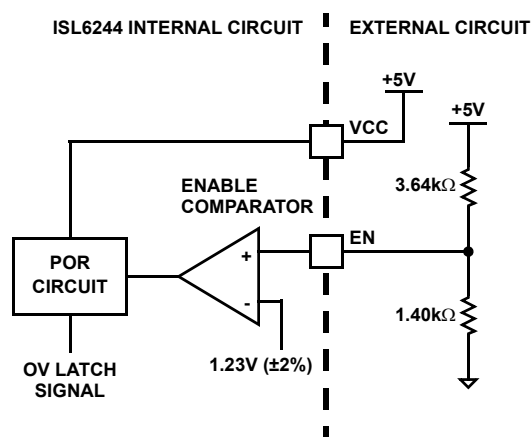 ISL6244 INTERNAL CIRCUIT
EXTERNAL CIRCUIT
+5V
+5V
VCC
3.64kΩ
ENABLE
COMPARATOR
EN
+
POR
CIRCUIT
-
1.40kΩ
1.23V (±2%)
OV LATCH
SIGNAL